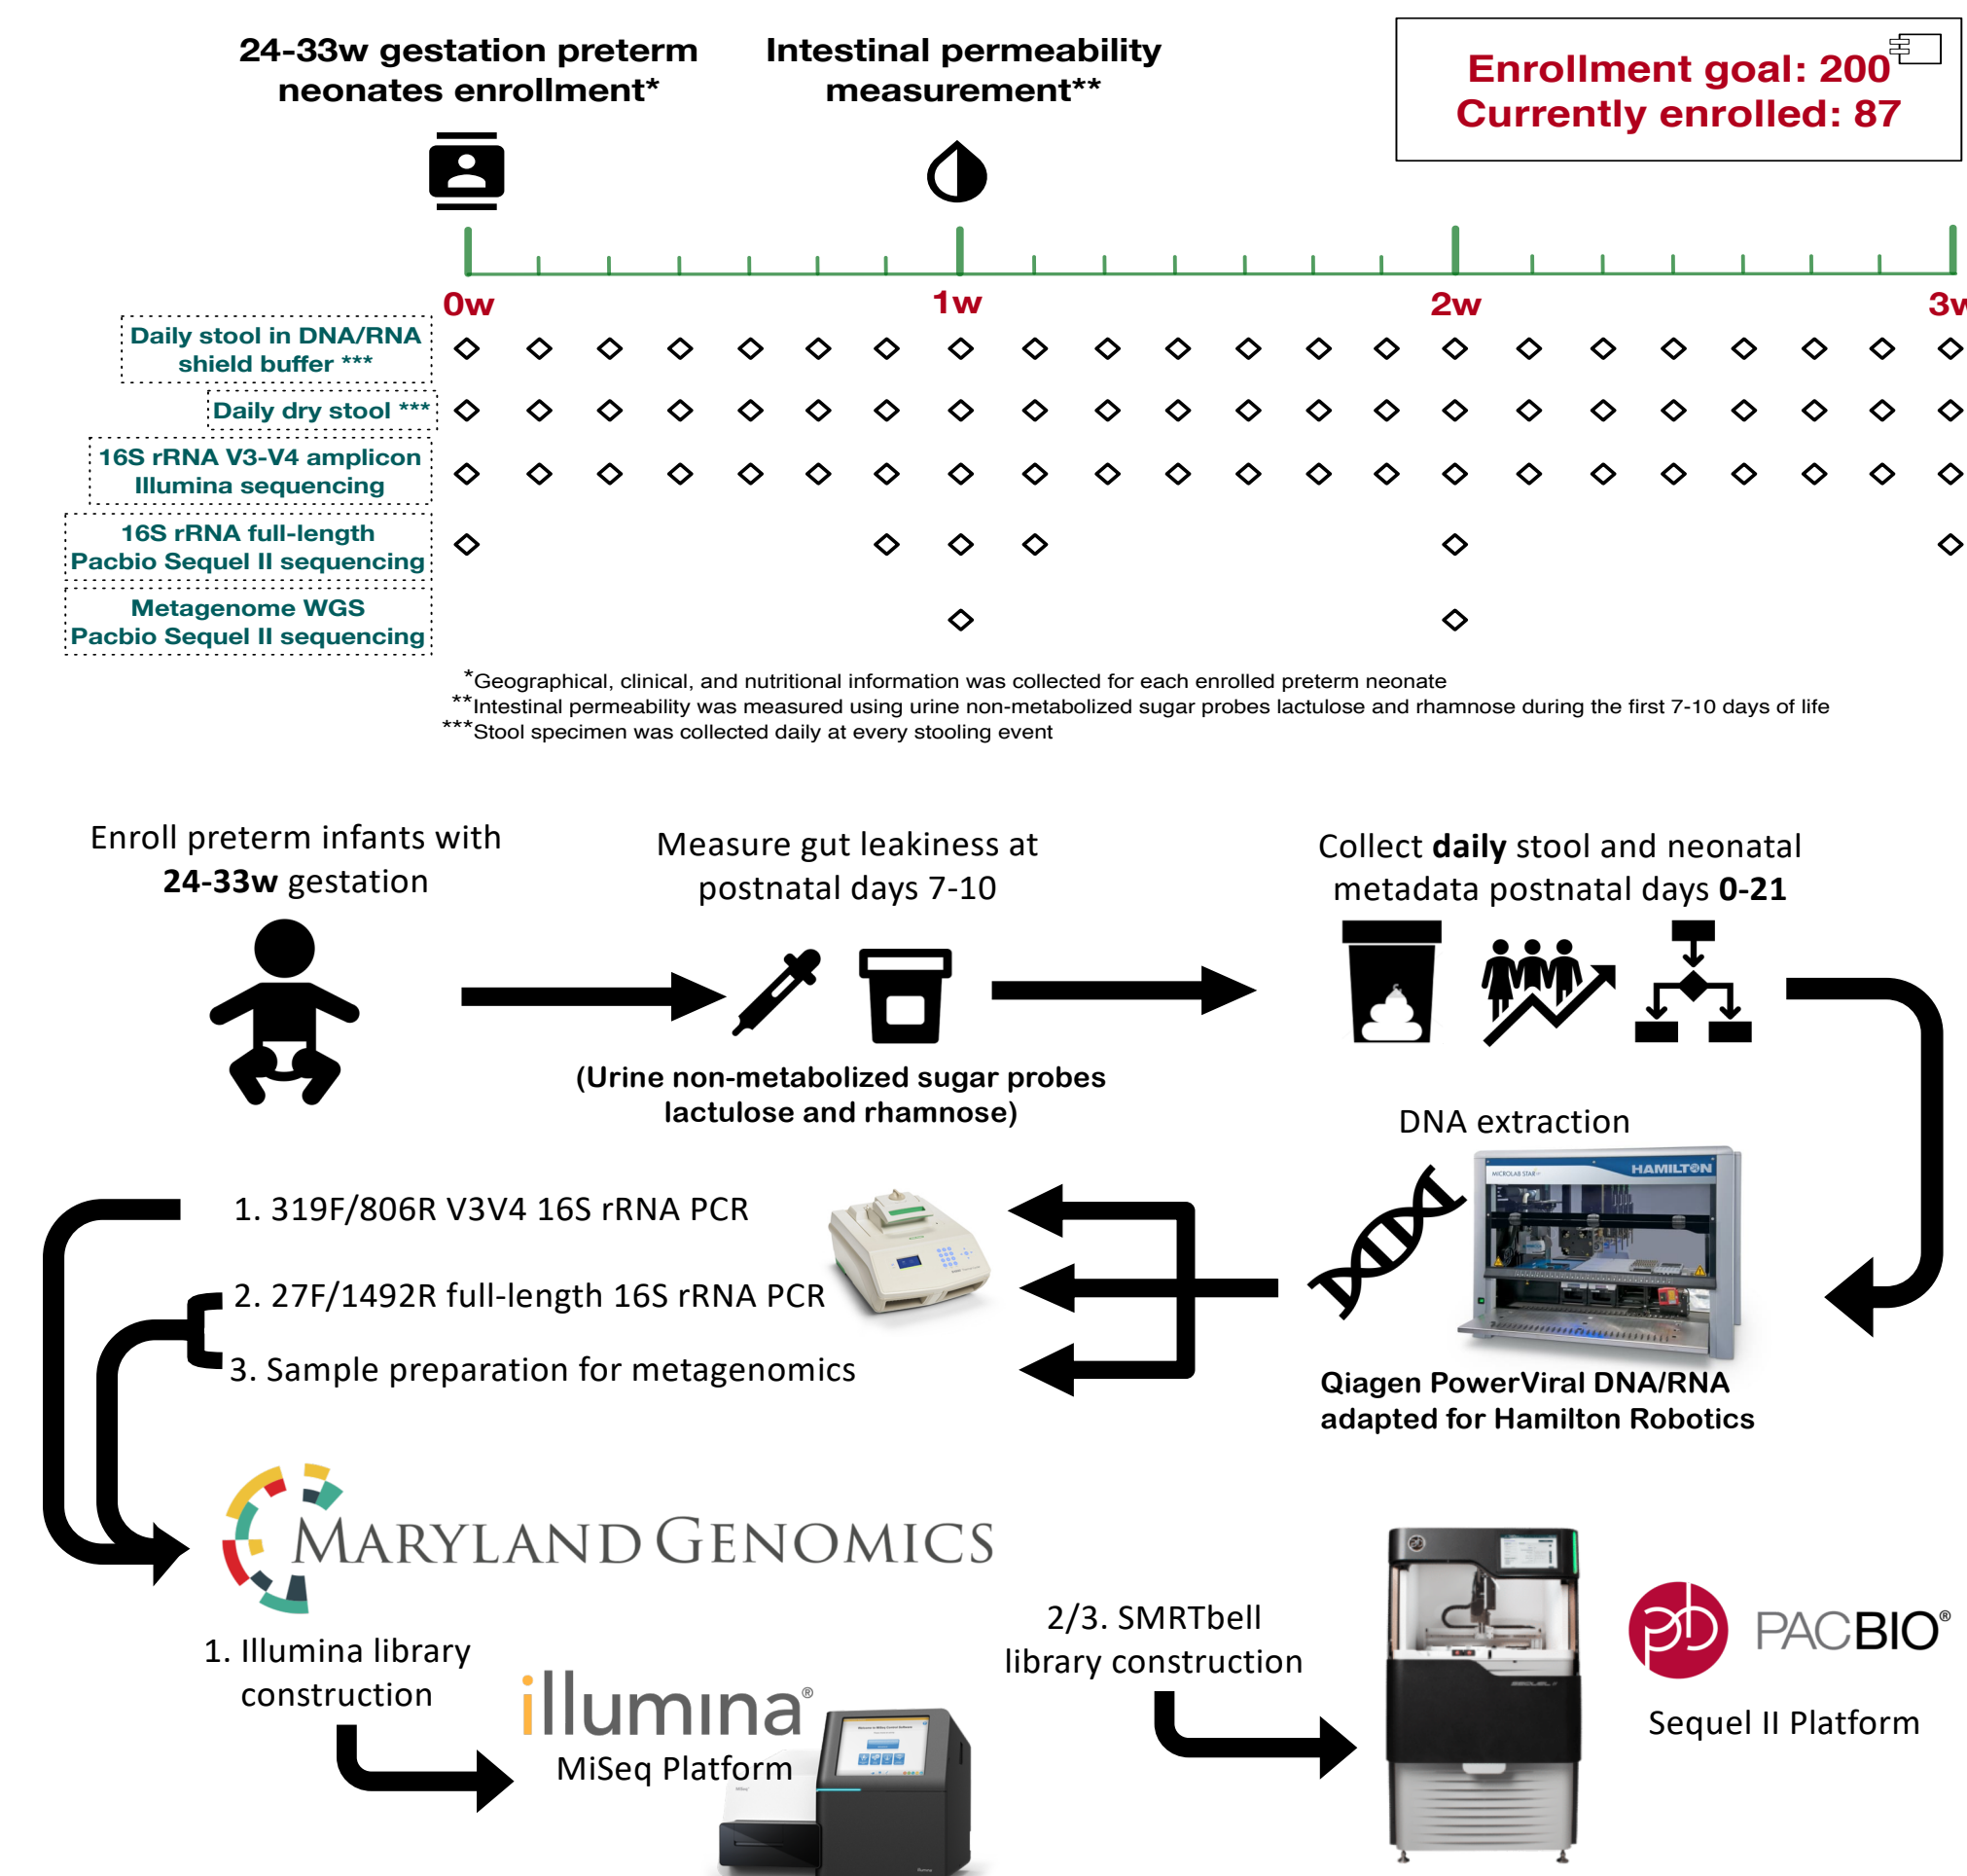 24-33w gestation preterm
neonates enrollment*
Intestinal permeability
measurement**
Enrollment goal: 200
Currently enrolled: 87
0w
1w
2w
3w
Daily stool in DNA/RNA
shield buffer ***
Daily dry stool ***
16S rRNA V3-V4 amplicon
Illumina sequencing
16S rRNA full-length
Pacbio Sequel II sequencing
Metagenome WGS
Pacbio Sequel II sequencing
*Geographical, clinical, and nutritional information was collected for each enrolled preterm neonate
**Intestinal permeability was measured using urine non-metabolized sugar probes lactulose and rhamnose during the first 7-10 days of life
***Stool specimen was collected daily at every stooling event
Enroll preterm infants with
24-33w gestation
Measure gut leakiness at
postnatal days 7-10
Collect daily stool and neonatal
metadata postnatal days 0-21
(Urine non-metabolized sugar probes
lactulose and rhamnose)
DNA extraction
MICROLAB STAR
HAMILTON
1. 319F/806R V3V4 16S rRNA PCR
2. 27F/1492R full-length 16S rRNA PCR
3. Sample preparation for metagenomics
Qiagen PowerViral DNA/RNA
adapted for Hamilton Robotics
MARYLAND GENOMICS
1. Illumina library
construction
illumina®
MiSeq Platform
2/3. SMRTbell
library construction
pb PACBIO®
Sequel II Platform